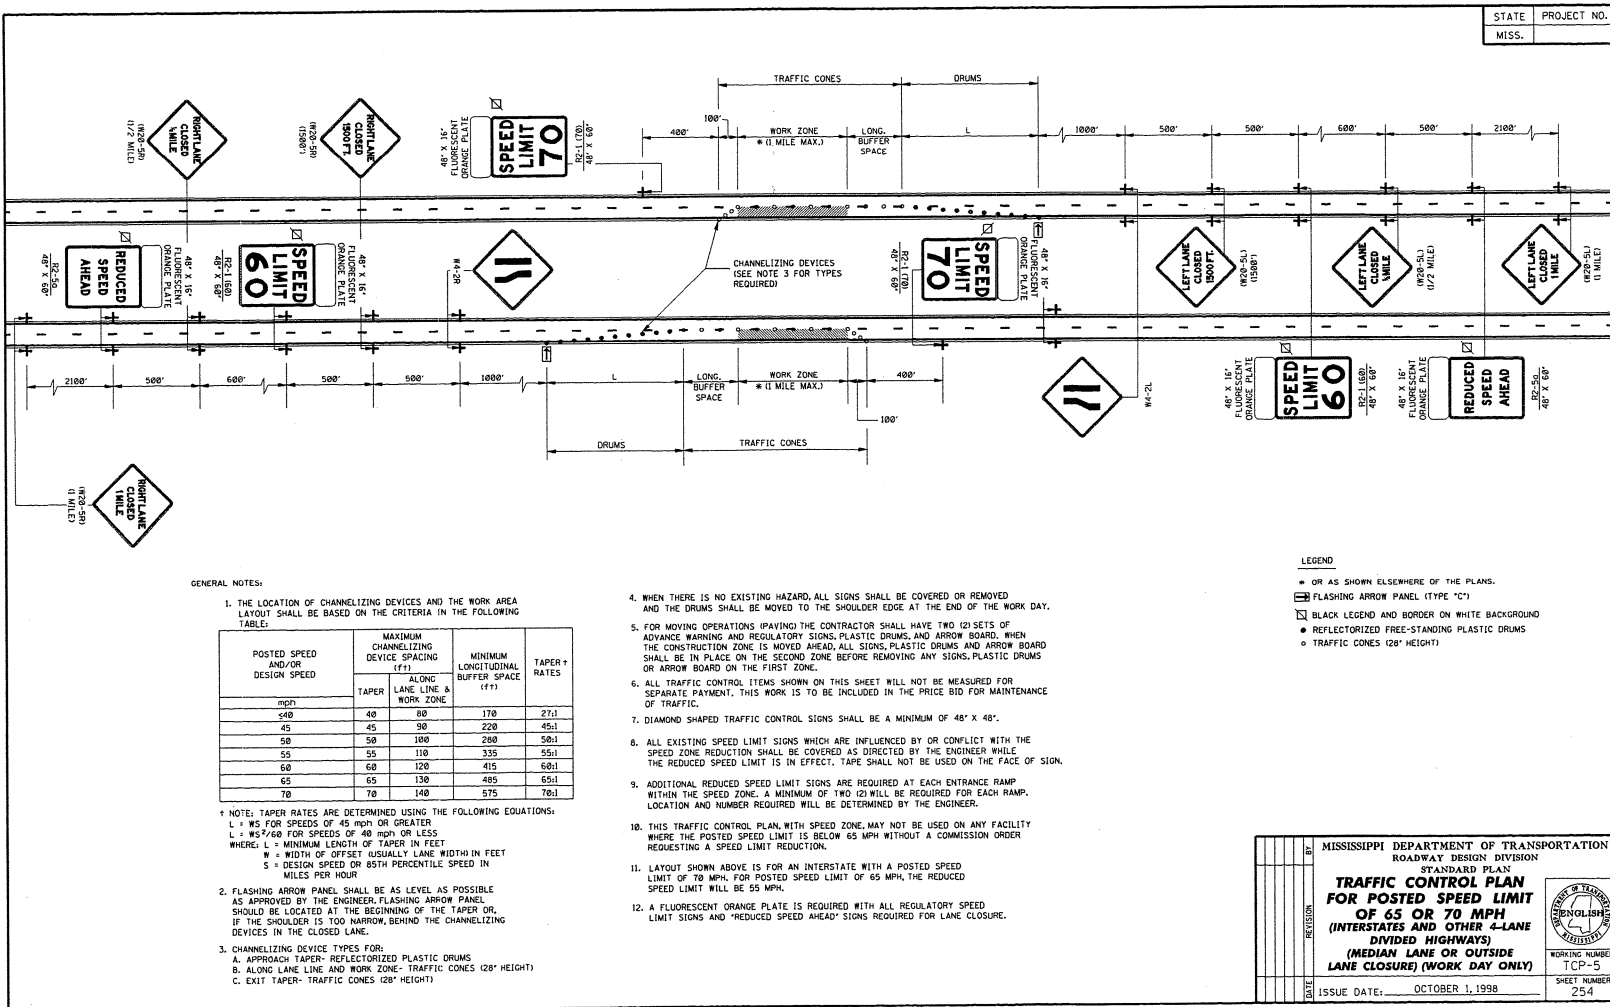 STATE PROJECT NO.
MISS.
TRAFFIC CONES
DRUMS
100'
400'
WORK ZONE
* (1 MILE MAX.)
LONG.
BUFFER
SPACE
L
1000'
500'
500'
600'
500'
2100'
(W20-5R)
(1/2 MILE)
RIGHT LANE
CLOSED
½ MILE
(W20-5R)
(1500')
RIGHT LANE
CLOSED
1500 FT.
48" X 16"
FLUORESCENT
ORANGE PLATE
SPEED
LIMIT
70
R2-1 (70)
48" X 60"
R2-5a
48" X 60"
REDUCED
SPEED
AHEAD
48" X 16"
FLUORESCENT
ORANGE PLATE
R2-1 (60)
48" X 60"
SPEED
LIMIT
60
48" X 16"
FLUORESCENT
ORANGE PLATE
W4-2R
CHANNELIZING DEVICES
(SEE NOTE 3 FOR TYPES
REQUIRED)
R2-1 (70)
48" X 60"
SPEED
LIMIT
70
48" X 16"
FLUORESCENT
ORANGE PLATE
LEFT LANE
CLOSED
1500 FT.
(W20-5L)
(1500')
LEFT LANE
CLOSED
½ MILE
(W20-5L)
(1/2 MILE)
LEFT LANE
CLOSED
1 MILE
(W20-5L)
(1 MILE)
2100'
500'
600'
500'
500'
1000'
L
LONG.
BUFFER
SPACE
WORK ZONE
* (1 MILE MAX.)
400'
100'
DRUMS
TRAFFIC CONES
W4-2L
48" X 16"
FLUORESCENT
ORANGE PLATE
SPEED
LIMIT
60
R2-1 (60)
48" X 60"
48" X 16"
FLUORESCENT
ORANGE PLATE
REDUCED
SPEED
AHEAD
R2-5a
48" X 60"
(W20-5R)
(1 MILE)
RIGHT LANE
CLOSED
1 MILE
GENERAL NOTES:
1. THE LOCATION OF CHANNELIZING DEVICES AND THE WORK AREA
LAYOUT SHALL BE BASED ON THE CRITERIA IN THE FOLLOWING
TABLE:
POSTED SPEED
AND/OR
DESIGN SPEED
mph
MAXIMUM
CHANNELIZING
DEVICE SPACING
(ft)
TAPER
ALONG
LANE LINE &
WORK ZONE
MINIMUM
LONGITUDINAL
BUFFER SPACE
(ft)
TAPER †
RATES
≤40 40 80 170 27:1
45 45 90 220 45:1
50 50 100 280 50:1
55 55 110 335 55:1
60 60 120 415 60:1
65 65 130 485 65:1
70 70 140 575 70:1
† NOTE: TAPER RATES ARE DETERMINED USING THE FOLLOWING EQUATIONS:
L = WS FOR SPEEDS OF 45 mph OR GREATER
L = WS²/60 FOR SPEEDS OF 40 mph OR LESS
WHERE: L = MINIMUM LENGTH OF TAPER IN FEET
W = WIDTH OF OFFSET (USUALLY LANE WIDTH) IN FEET
S = DESIGN SPEED OR 85TH PERCENTILE SPEED IN
MILES PER HOUR
2. FLASHING ARROW PANEL SHALL BE AS LEVEL AS POSSIBLE
AS APPROVED BY THE ENGINEER. FLASHING ARROW PANEL
SHOULD BE LOCATED AT THE BEGINNING OF THE TAPER OR,
IF THE SHOULDER IS TOO NARROW, BEHIND THE CHANNELIZING
DEVICES IN THE CLOSED LANE.
3. CHANNELIZING DEVICE TYPES FOR:
A. APPROACH TAPER- REFLECTORIZED PLASTIC DRUMS
B. ALONG LANE LINE AND WORK ZONE- TRAFFIC CONES (28" HEIGHT)
C. EXIT TAPER- TRAFFIC CONES (28" HEIGHT)
4. WHEN THERE IS NO EXISTING HAZARD, ALL SIGNS SHALL BE COVERED OR REMOVED
AND THE DRUMS SHALL BE MOVED TO THE SHOULDER EDGE AT THE END OF THE WORK DAY.
5. FOR MOVING OPERATIONS (PAVING) THE CONTRACTOR SHALL HAVE TWO (2) SETS OF
ADVANCE WARNING AND REGULATORY SIGNS, PLASTIC DRUMS, AND ARROW BOARD. WHEN
THE CONSTRUCTION ZONE IS MOVED AHEAD, ALL SIGNS, PLASTIC DRUMS AND ARROW BOARD
SHALL BE IN PLACE ON THE SECOND ZONE BEFORE REMOVING ANY SIGNS, PLASTIC DRUMS
OR ARROW BOARD ON THE FIRST ZONE.
6. ALL TRAFFIC CONTROL ITEMS SHOWN ON THIS SHEET WILL NOT BE MEASURED FOR
SEPARATE PAYMENT. THIS WORK IS TO BE INCLUDED IN THE PRICE BID FOR MAINTENANCE
OF TRAFFIC.
7. DIAMOND SHAPED TRAFFIC CONTROL SIGNS SHALL BE A MINIMUM OF 48" X 48".
8. ALL EXISTING SPEED LIMIT SIGNS WHICH ARE INFLUENCED BY OR CONFLICT WITH THE
SPEED ZONE REDUCTION SHALL BE COVERED AS DIRECTED BY THE ENGINEER WHILE
THE REDUCED SPEED LIMIT IS IN EFFECT. TAPE SHALL NOT BE USED ON THE FACE OF SIGN.
9. ADDITIONAL REDUCED SPEED LIMIT SIGNS ARE REQUIRED AT EACH ENTRANCE RAMP
WITHIN THE SPEED ZONE. A MINIMUM OF TWO (2) WILL BE REQUIRED FOR EACH RAMP.
LOCATION AND NUMBER REQUIRED WILL BE DETERMINED BY THE ENGINEER.
10. THIS TRAFFIC CONTROL PLAN, WITH SPEED ZONE, MAY NOT BE USED ON ANY FACILITY
WHERE THE POSTED SPEED LIMIT IS BELOW 65 MPH WITHOUT A COMMISSION ORDER
REQUESTING A SPEED LIMIT REDUCTION.
11. LAYOUT SHOWN ABOVE IS FOR AN INTERSTATE WITH A POSTED SPEED
LIMIT OF 70 MPH. FOR POSTED SPEED LIMIT OF 65 MPH, THE REDUCED
SPEED LIMIT WILL BE 55 MPH.
12. A FLUORESCENT ORANGE PLATE IS REQUIRED WITH ALL REGULATORY SPEED
LIMIT SIGNS AND "REDUCED SPEED AHEAD" SIGNS REQUIRED FOR LANE CLOSURE.
LEGEND
* OR AS SHOWN ELSEWHERE OF THE PLANS.
FLASHING ARROW PANEL (TYPE "C")
BLACK LEGEND AND BORDER ON WHITE BACKGROUND
REFLECTORIZED FREE-STANDING PLASTIC DRUMS
TRAFFIC CONES (28" HEIGHT)
BY
REVISION
DATE
MISSISSIPPI DEPARTMENT OF TRANSPORTATION
ROADWAY DESIGN DIVISION
STANDARD PLAN
TRAFFIC CONTROL PLAN
FOR POSTED SPEED LIMIT
OF 65 OR 70 MPH
(INTERSTATES AND OTHER 4-LANE
DIVIDED HIGHWAYS)
(MEDIAN LANE OR OUTSIDE
LANE CLOSURE) (WORK DAY ONLY)
ISSUE DATE: OCTOBER 1, 1998
ENGLISH
MISSISSIPPI
WORKING NUMBER
TCP-5
SHEET NUMBER
254